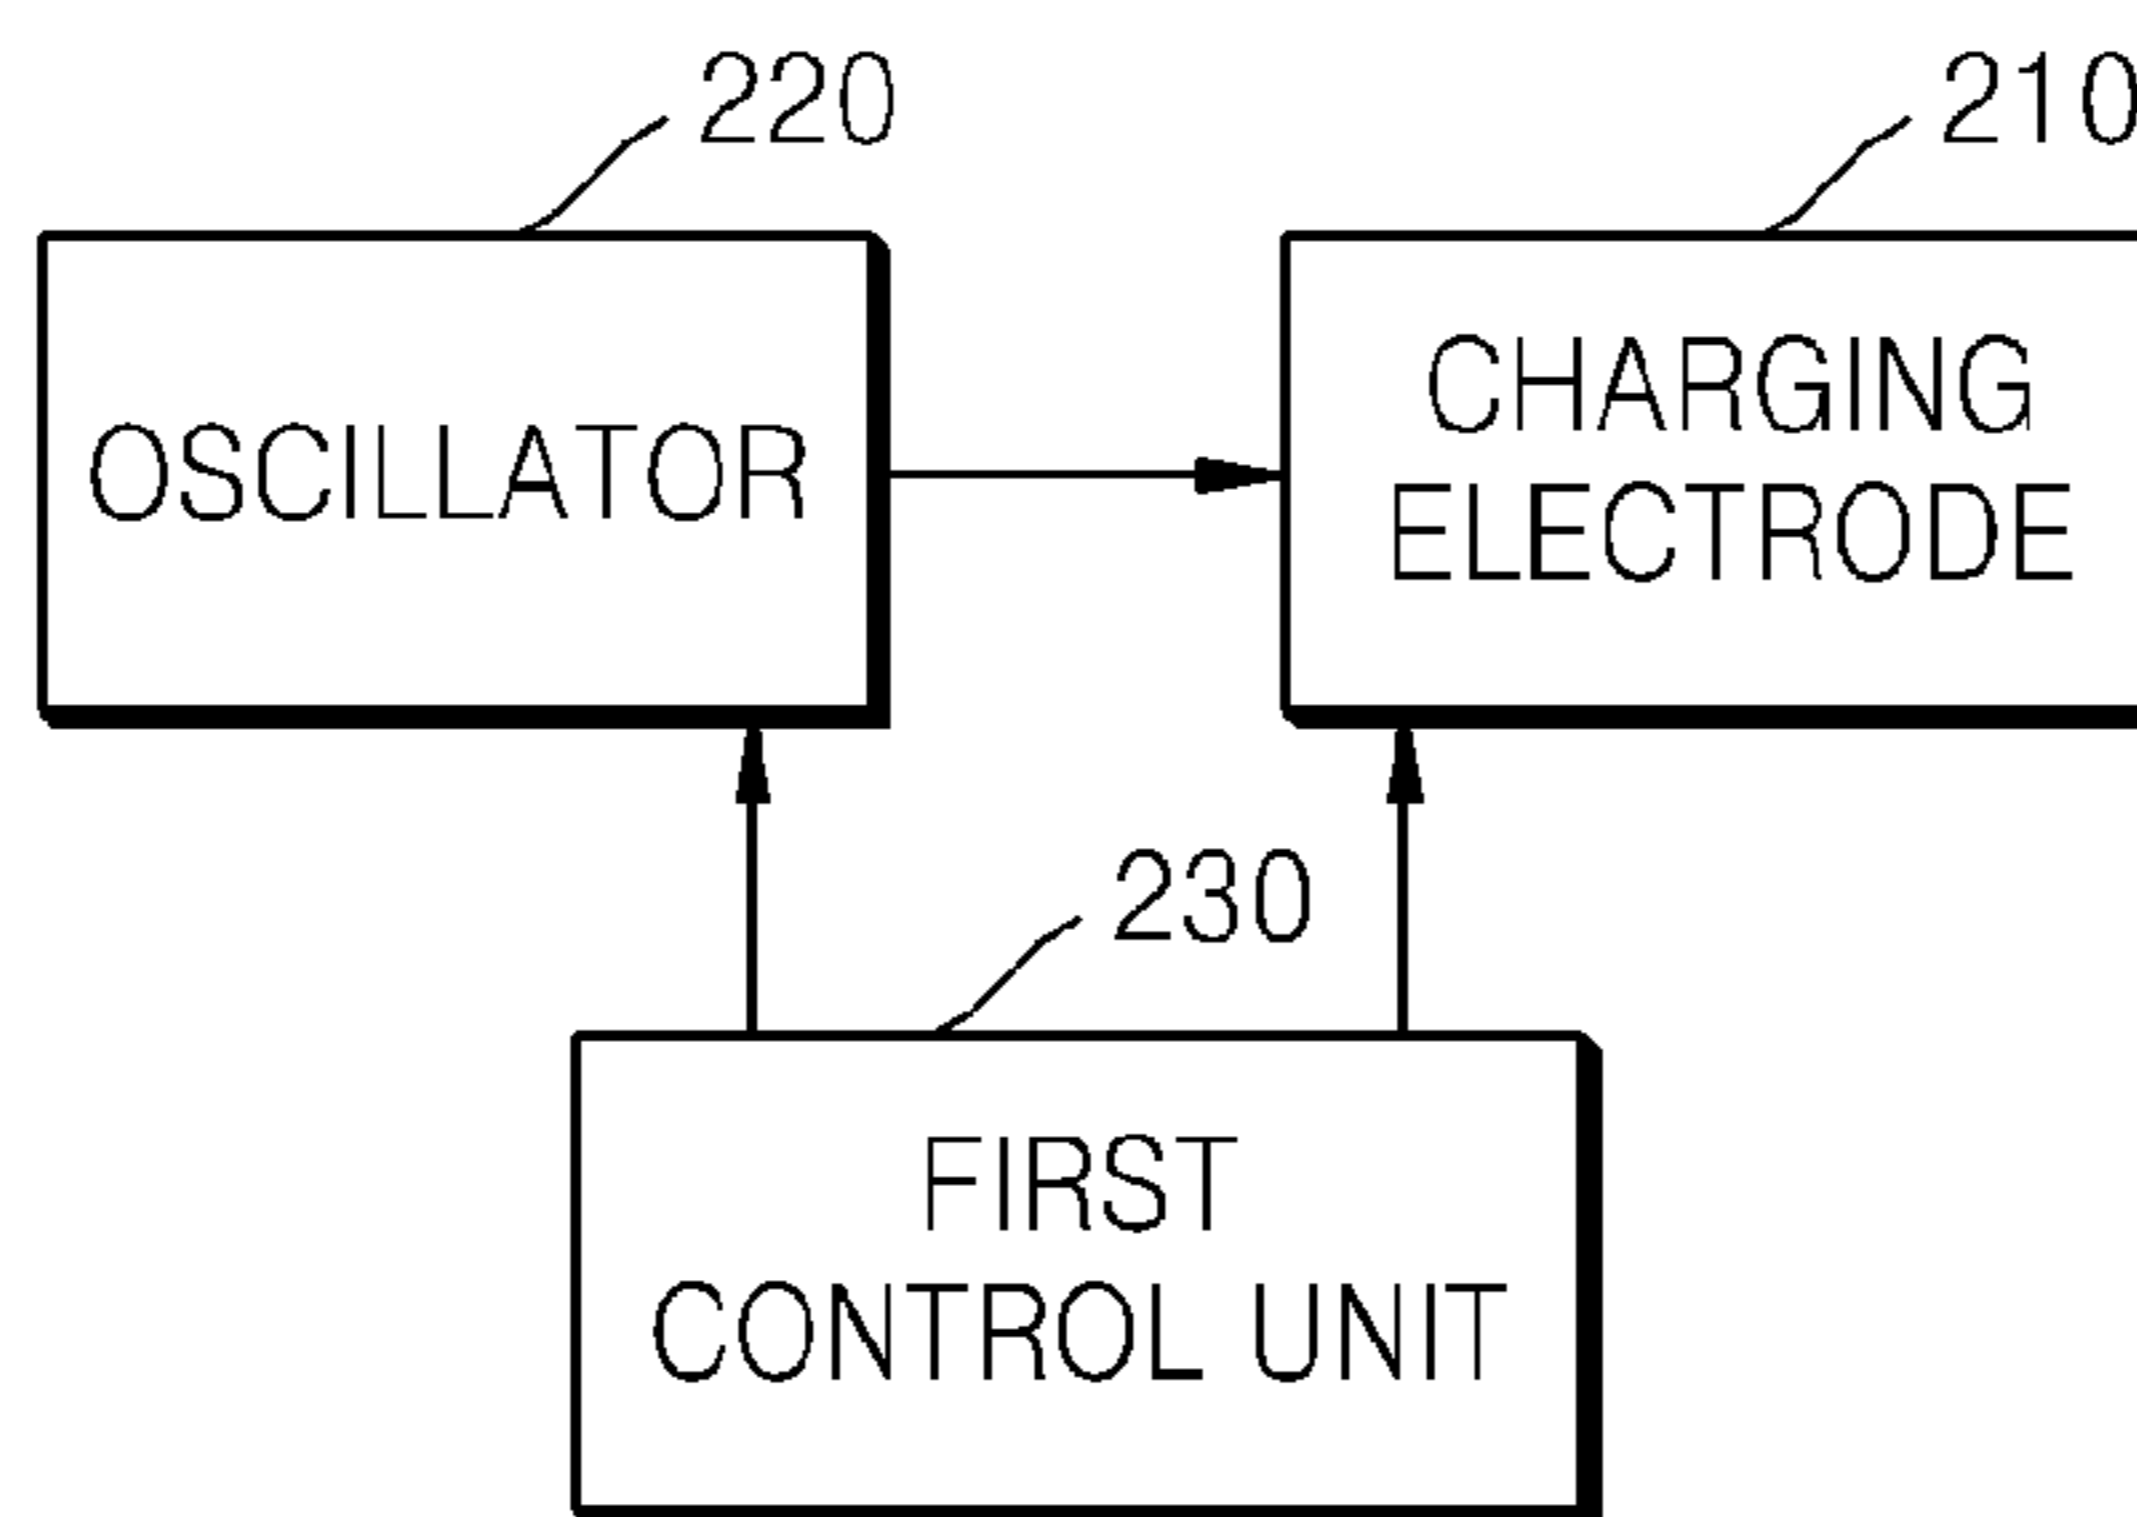 220
210
OSCILLATOR
CHARGING
ELECTRODE
230
FIRST
CONTROL UNIT